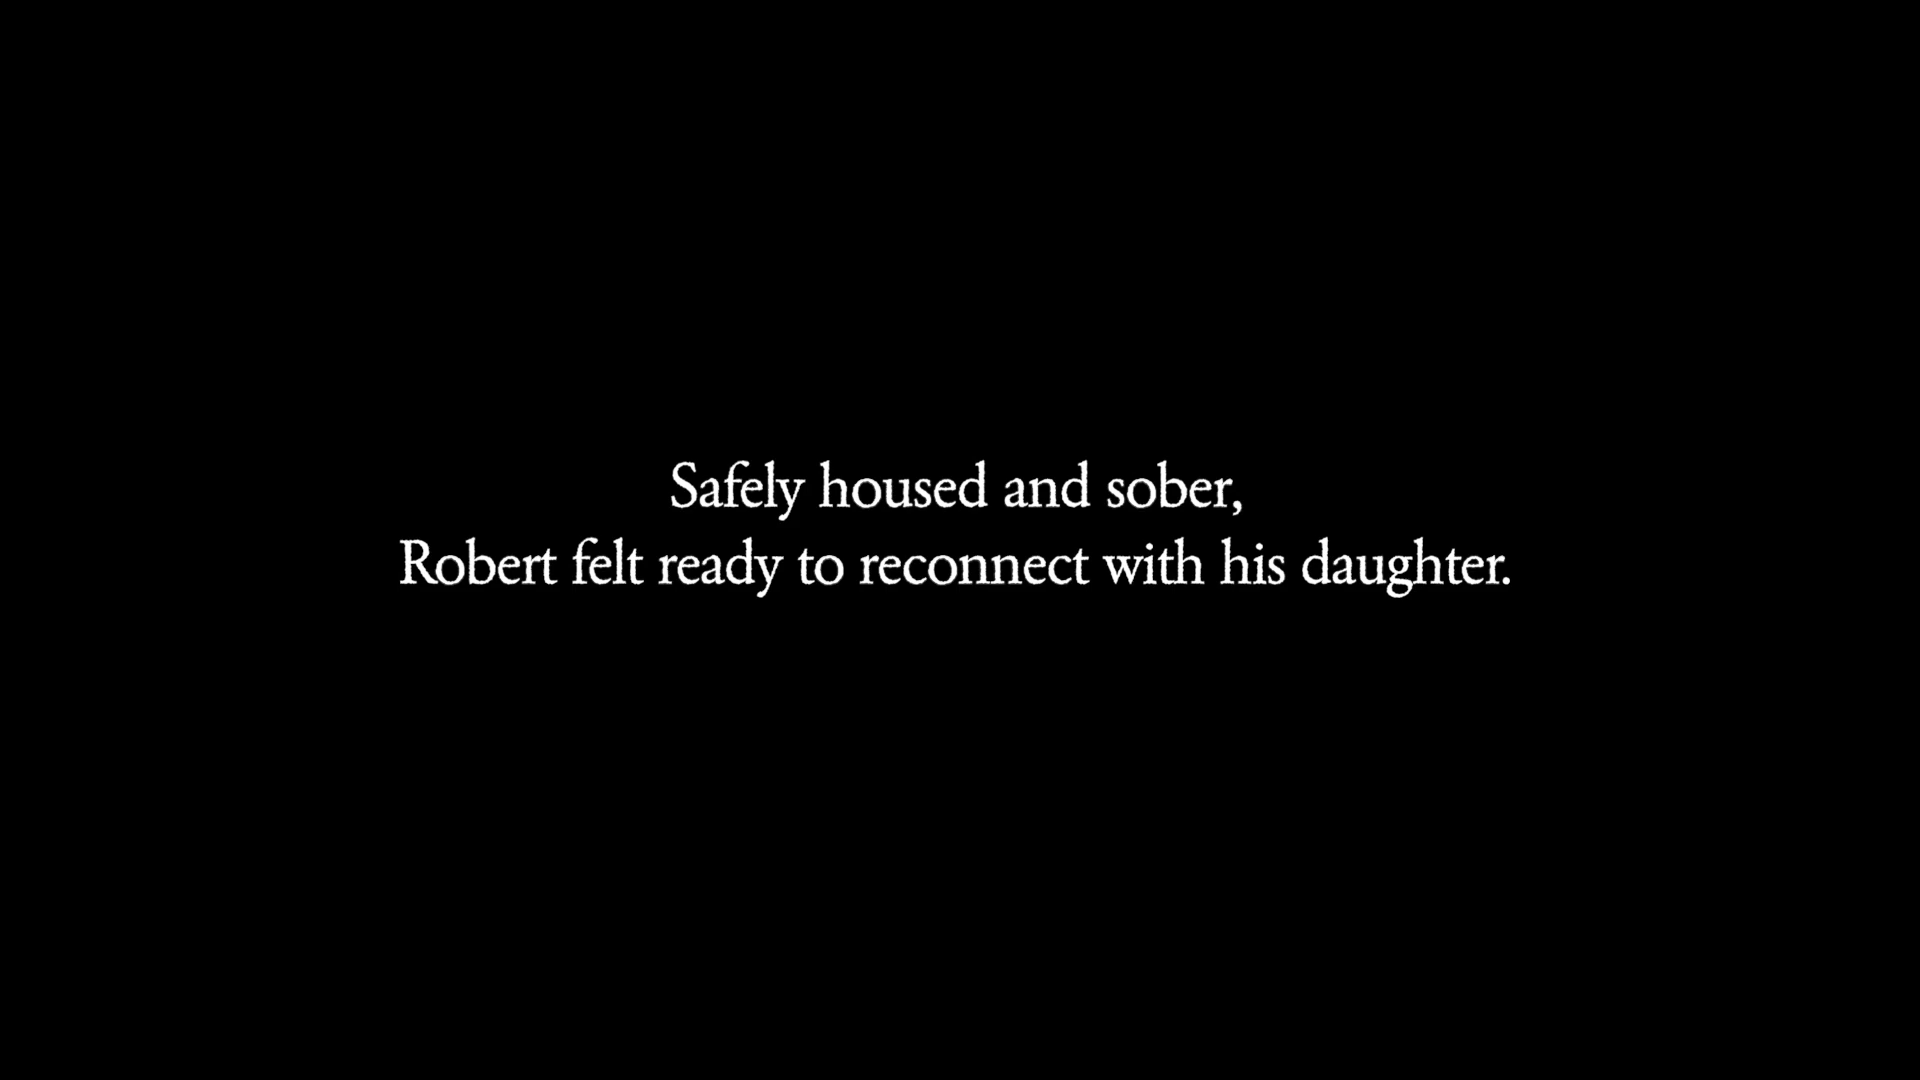 Safely housed and sober,
Robert felt ready to reconnect with his daughter.